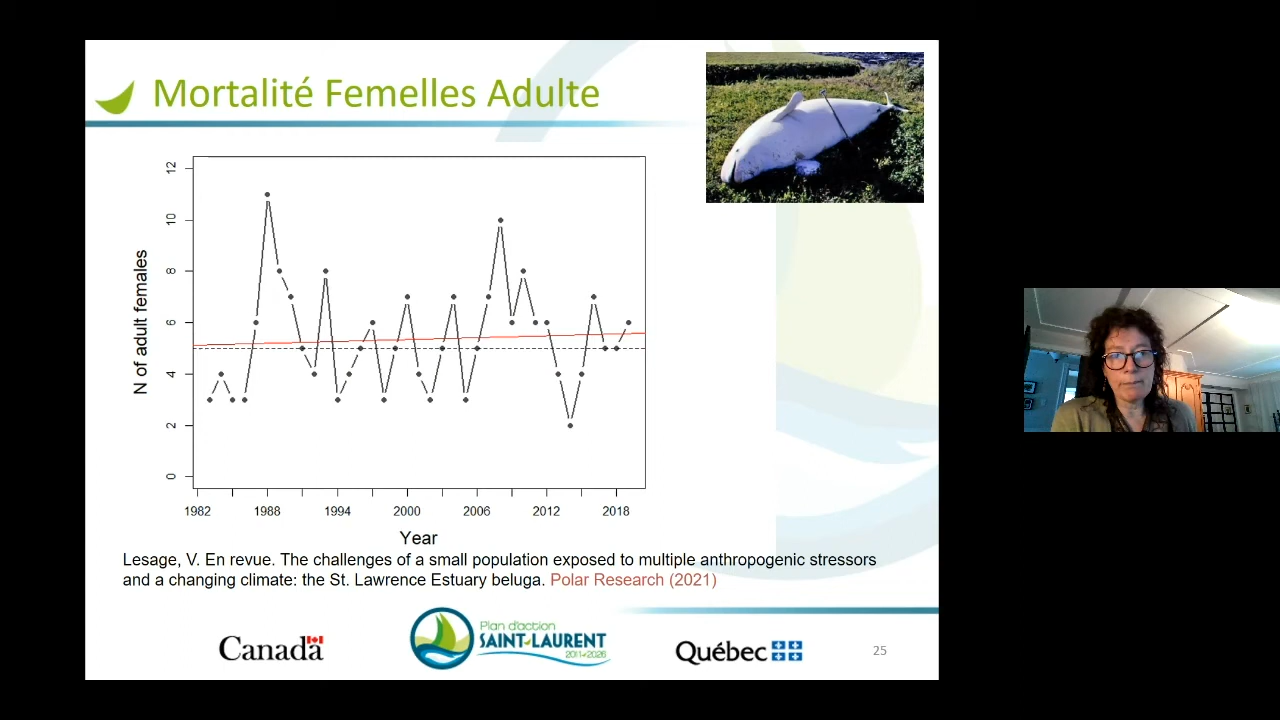 Mortalité Femelles Adulte
N of adult females
12
10
8
6
4
2
0
1982 1988 1994 2000 2006 2012 2018
Year
Lesage, V. En revue. The challenges of a small population exposed to multiple anthropogenic stressors
and a changing climate: the St. Lawrence Estuary beluga. Polar Research (2021)
Canada
Plan d'action
SAINT-LAURENT
2011-2026
Québec
25